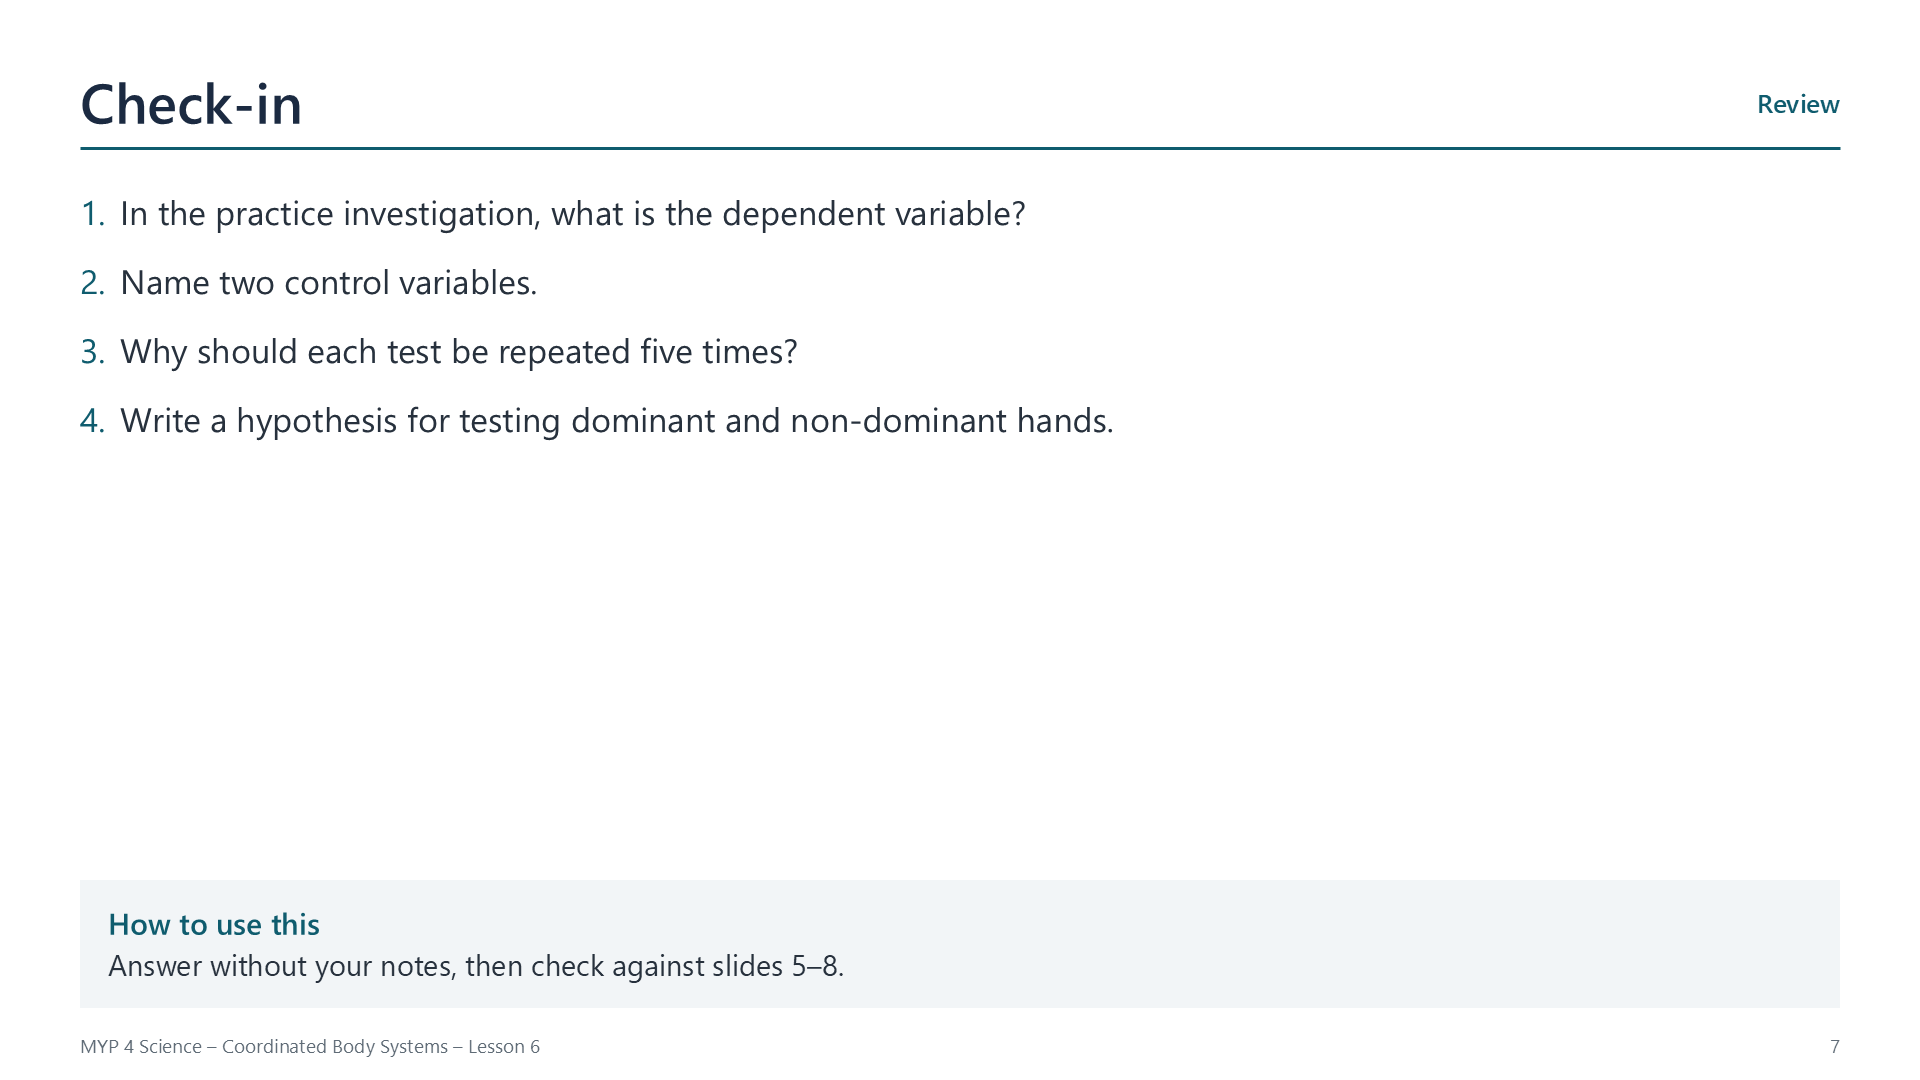 Check-in
Review
1. In the practice investigation, what is the dependent variable?
2. Name two control variables.
3. Why should each test be repeated five times?
4. Write a hypothesis for testing dominant and non-dominant hands.
How to use this
Answer without your notes, then check against slides 5–8.
MYP 4 Science – Coordinated Body Systems – Lesson 6
7